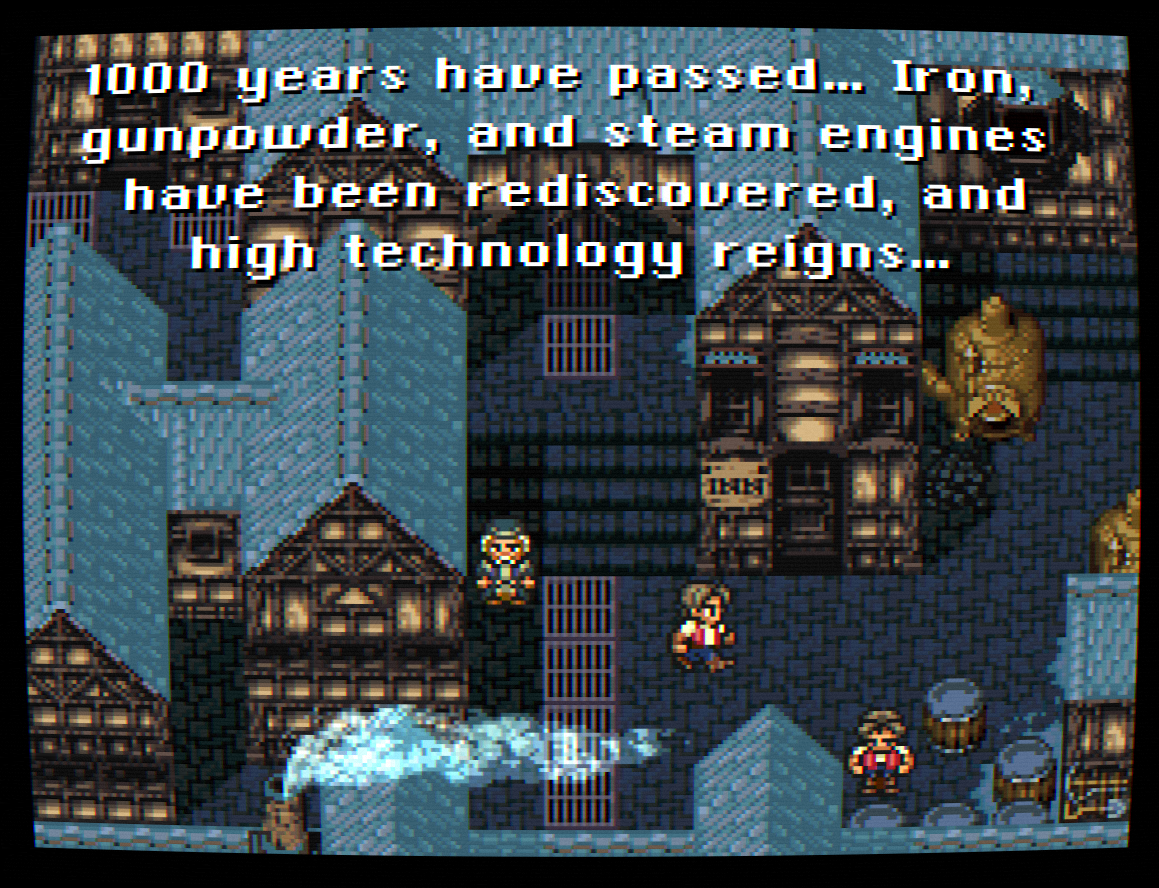 1000 years have passed... Iron,
gunpowder, and steam engines
have been rediscovered, and
high technology reigns...
INN